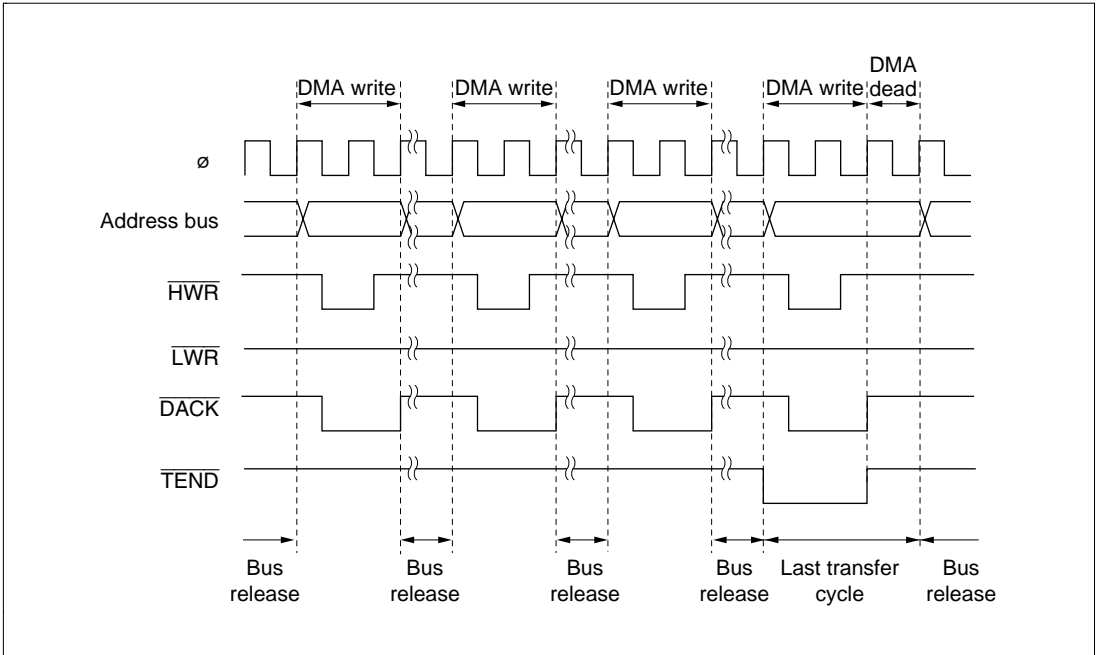 DMA
DMA write DMA write DMA write DMA write dead
ø
Address bus
HWR
LWR
DACK
TEND
Bus release
Bus release
Bus release
Bus release
Last transfer cycle
Bus release